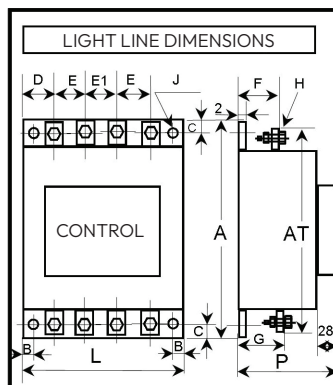 LIGHT LINE DIMENSIONS
D E E1 E J F H
2
C
CONTROL
A
AT
C
B B G 28
L P